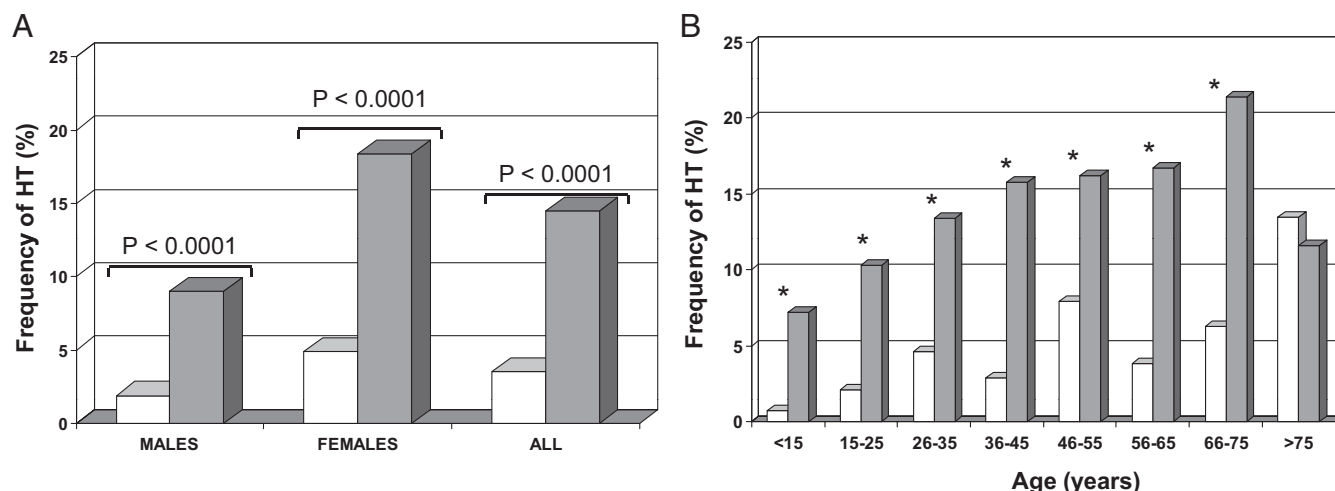 A
Frequency of HT (%)
25
20
15
10
5
0
P < 0.0001
P < 0.0001
P < 0.0001
MALES
FEMALES
ALL
B
Frequency of HT (%)
25
20
15
10
5
0
*
*
*
*
*
*
*
<15
15-25
26-35
36-45
46-55
56-65
66-75
>75
Age (years)